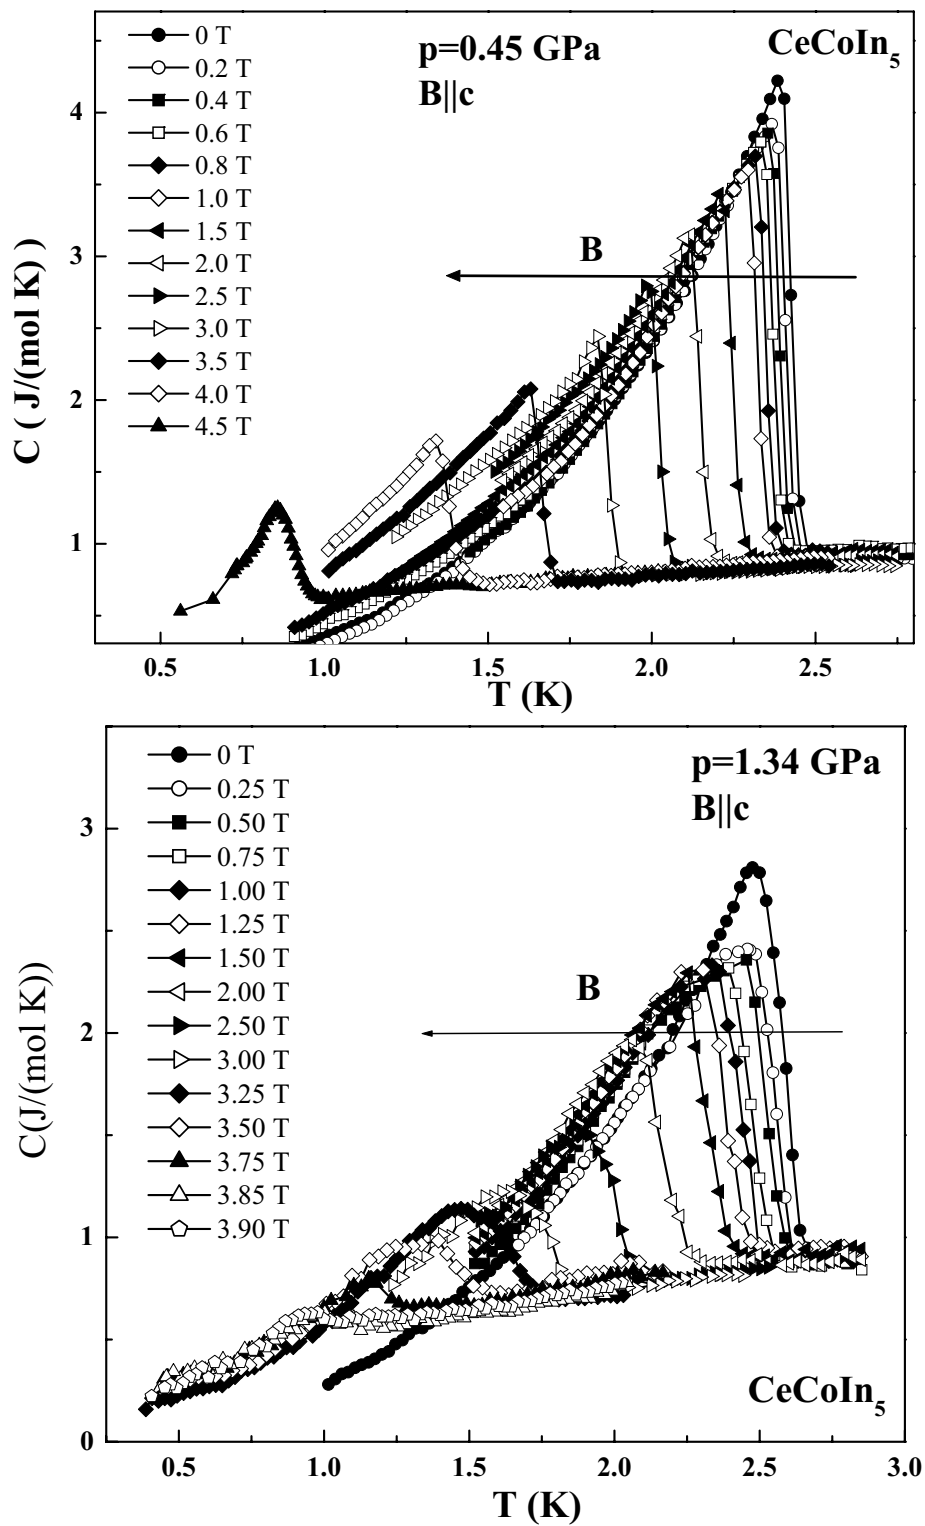 0 T
0.2 T
0.4 T
0.6 T
0.8 T
1.0 T
1.5 T
2.0 T
2.5 T
3.0 T
3.5 T
4.0 T
4.5 T
p=0.45 GPa
B||c
CeCoIn5
B
4
3
2
1
C ( J/(mol K) )
0.5
1.0
1.5
2.0
2.5
T (K)
0 T
0.25 T
0.50 T
0.75 T
1.00 T
1.25 T
1.50 T
2.00 T
2.50 T
3.00 T
3.25 T
3.50 T
3.75 T
3.85 T
3.90 T
p=1.34 GPa
B||c
B
CeCoIn5
3
2
1
0
C(J/(mol K))
0.5
1.0
1.5
2.0
2.5
3.0
T (K)